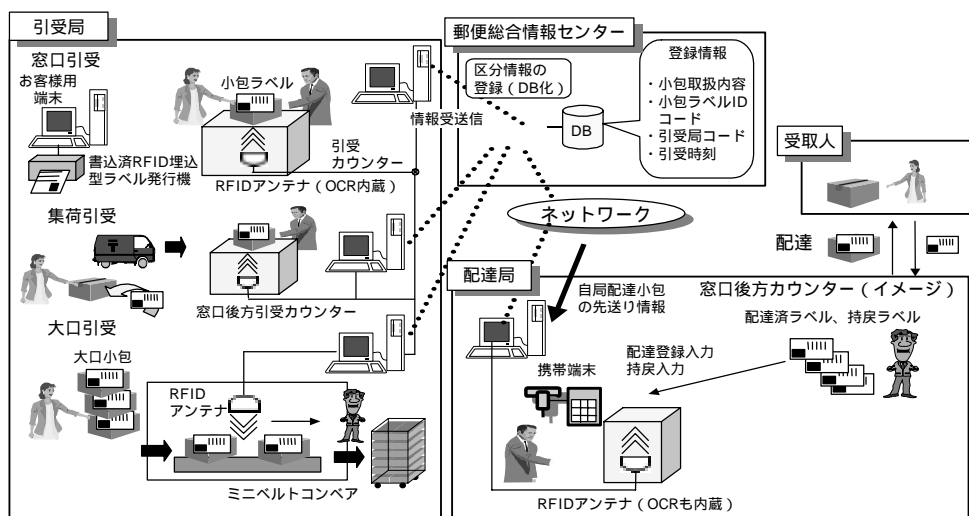 引受局
窓口引受
お客様用
端末
小包ラベル
書込済RFID埋込
型ラベル発行機
引受
カウンター
RFIDアンテナ(OCR内蔵)
情報受送信
集荷引受
窓口後方引受カウンター
大口引受
大口小包
RFID
アンテナ
ミニベルトコンベア
郵便総合情報センター
区分情報の
登録(DB化)
DB
登録情報
・小包取扱内容
・小包ラベルID
コード
・引受局コード
・引受時刻
ネットワーク
受取人
配達
配達局
自局配達小包
の先送り情報
窓口後方カウンター(イメージ)
配達済ラベル、持戻ラベル
配達登録入力
持戻入力
携帯端末
RFIDアンテナ(OCRも内蔵)